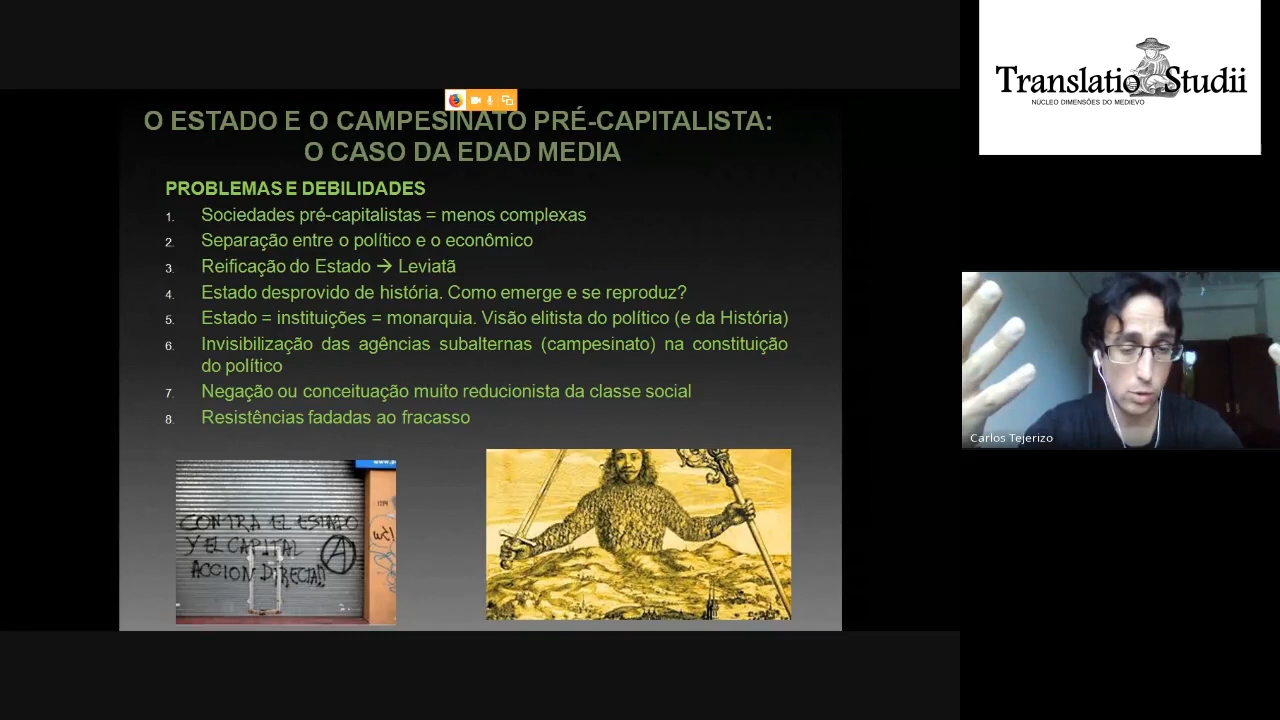 O ESTADO E O CAMPESINATO PRÉ-CAPITALISTA:
O CASO DA EDAD MEDIA
PROBLEMAS E DEBILIDADES
1. Sociedades pré-capitalistas = menos complexas
2. Separação entre o político e o econômico
3. Reificação do Estado → Leviatã
4. Estado desprovido de história. Como emerge e se reproduz?
5. Estado = instituições = monarquia. Visão elitista do político (e da História)
6. Invisibilização das agências subalternas (campesinato) na constituição
do político
7. Negação ou conceituação muito reducionista da classe social
8. Resistências fadadas ao fracasso
CONTRA EL ESTADO
Y EL CAPITAL
ACCION DIRECTA!!
Translatio Studii
NÚCLEO DIMENSÕES DO MEDIEVO
Carlos Tejerizo